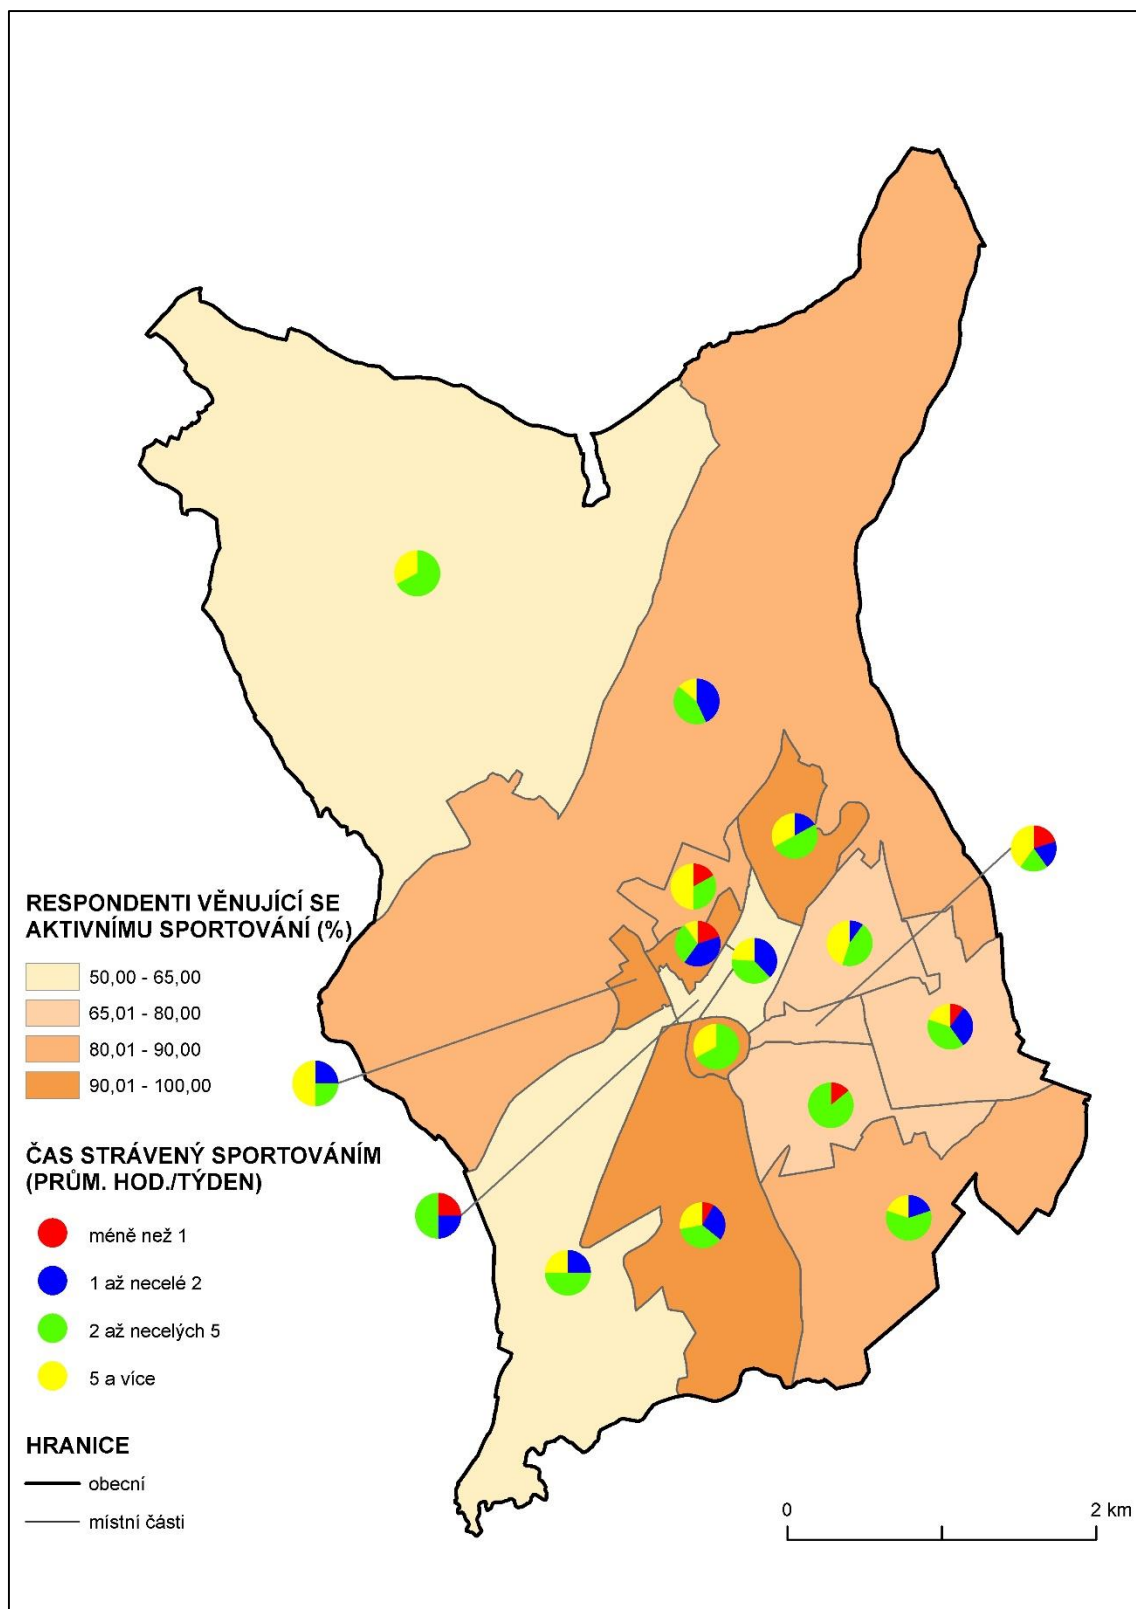 RESPONDENTI VĚNUJÍCÍ SE
AKTIVNÍMU SPORTOVÁNÍ (%)
50,00 - 65,00
65,01 - 80,00
80,01 - 90,00
90,01 - 100,00
ČAS STRÁVENÝ SPORTOVÁNÍM
(PRŮM. HOD./TÝDEN)
méně než 1
1 až necelé 2
2 až necelých 5
5 a více
HRANICE
obecní
místní části
0 2 km